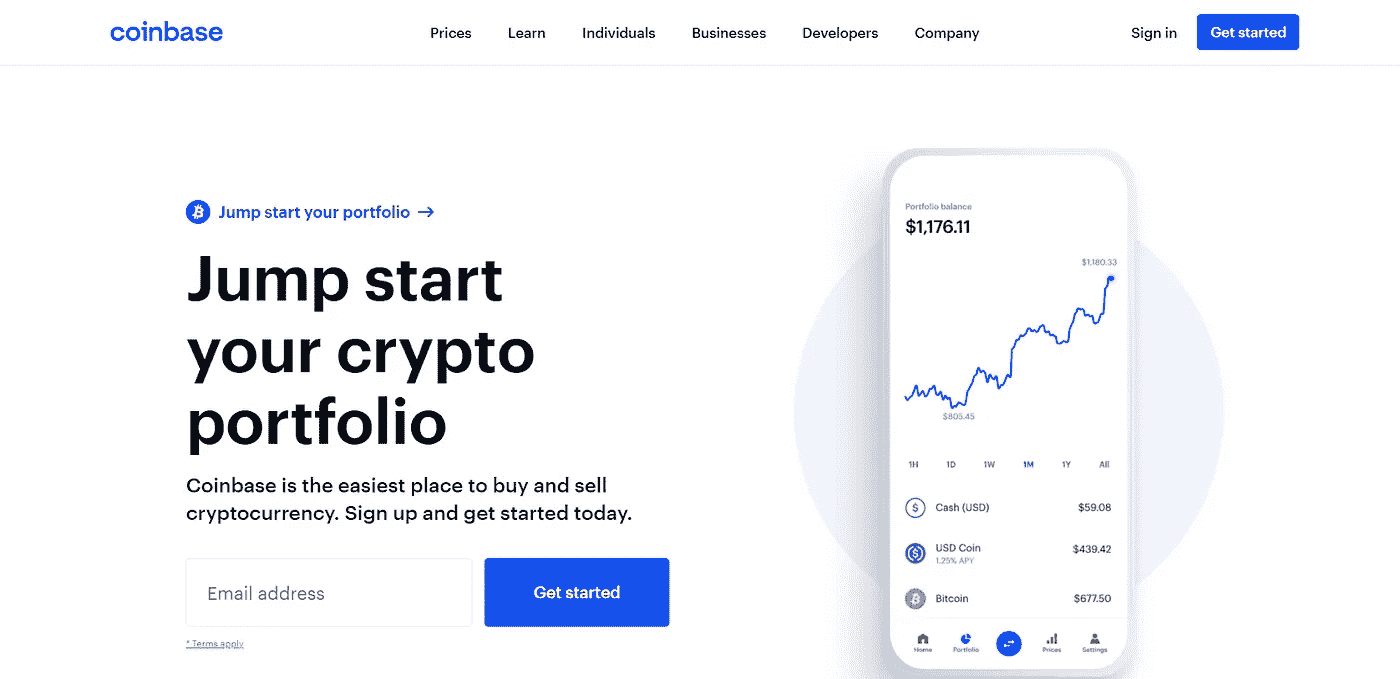 coinbase
Prices
Learn
Individuals
Businesses
Developers
Company
Sign in
Get started
Jump start your portfolio →
Jump start
your crypto
portfolio
Coinbase is the easiest place to buy and sell
cryptocurrency. Sign up and get started today.
Email address
Get started
* Terms apply
Portfolio balance
$1,176.11
$1,180.33
$805.45
1H 1D 1W 1M 1Y All
Cash (USD) $59.08
USD Coin $439.42
1.25% APY
Bitcoin $677.50
Home Portfolio Prices Settings